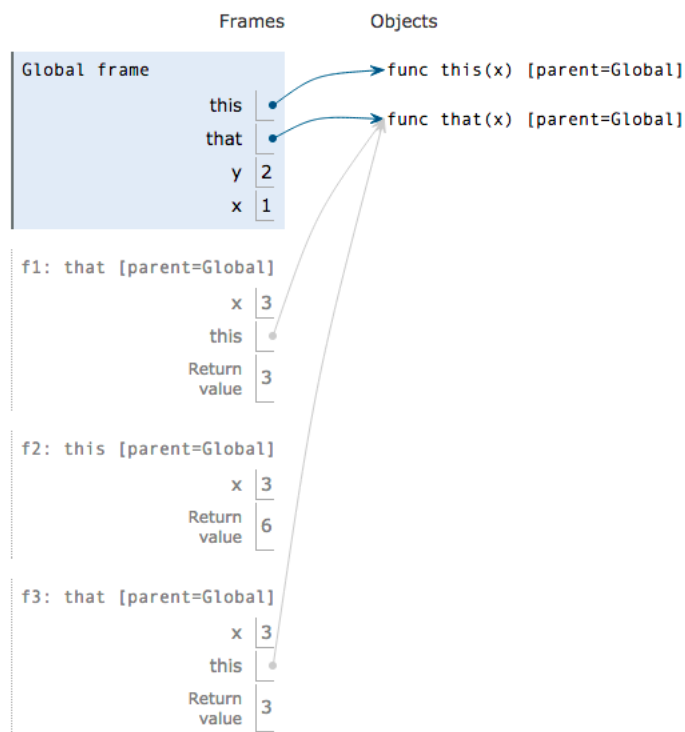 Frames Objects
Global frame
func this(x) [parent=Global]
this
func that(x) [parent=Global]
that
y 2
x 1
f1: that [parent=Global]
x 3
this
Return
value 3
f2: this [parent=Global]
x 3
Return
value 6
f3: that [parent=Global]
x 3
this
Return
value 3